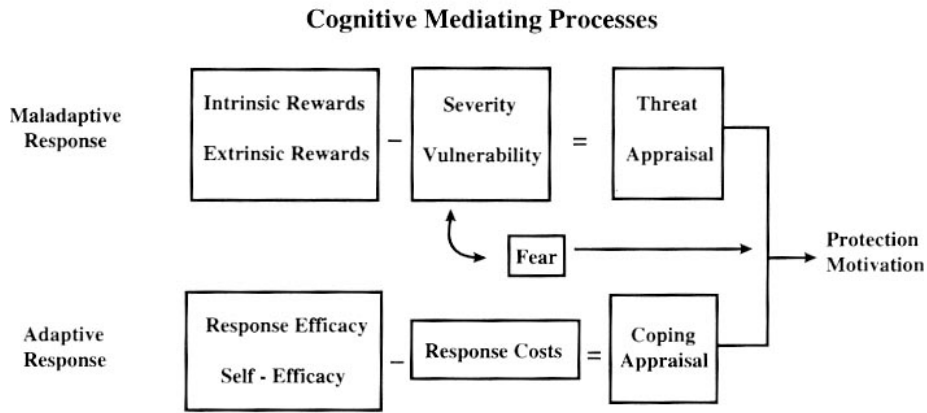 Cognitive Mediating Processes
Maladaptive
Response
Intrinsic Rewards
Extrinsic Rewards
–
Severity
Vulnerability
=
Threat
Appraisal
Fear
Protection
Motivation
Adaptive
Response
Response Efficacy
Self - Efficacy
–
Response Costs
=
Coping
Appraisal